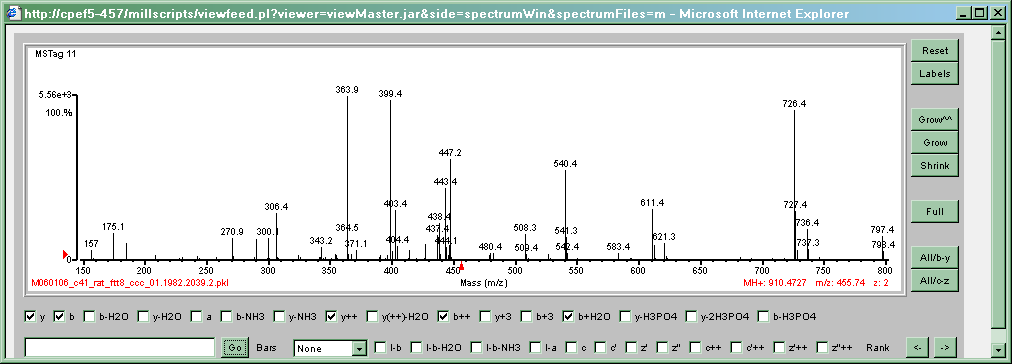 http://cpef5-457/millscripts/viewfeed.pl?viewer=viewMaster.jar&side=spectrumWin&spectrumFiles=m - Microsoft Internet Explorer
MSTag 11
Reset
Labels
Grow^^
Grow
Shrink
Full
All/b-y
All/c-z
5.56e+3
100.%
0
363.9
399.4
726.4
447.2
540.4
443.4
306.4
403.4
611.4
438.4
175.1
364.5
437.4
508.3
541.3
727.4
736.4
797.4
157
270.9
300.1
343.2
371.1
404.4
444.1
480.4
509.4
542.4
583.4
621.3
737.3
798.4
150 200 250 300 350 400 450 500 550 600 650 700 750 800
M060106_c41_rat_ftt8_ccc_01.1982.2039.2.pkl Mass (m/z) MH+: 910.4727 m/z: 455.74 z: 2
y b b-H2O y-H2O a b-NH3 y-NH3 y++ y(++)-H2O b++ y+3 b+3 b+H2O y-H3PO4 y-2H3PO4 b-H3PO4
Go Bars None I-b I-b-H2O I-b-NH3 I-a c c' z' z'' c++ c'++ z'++ z''++ Rank <- ->